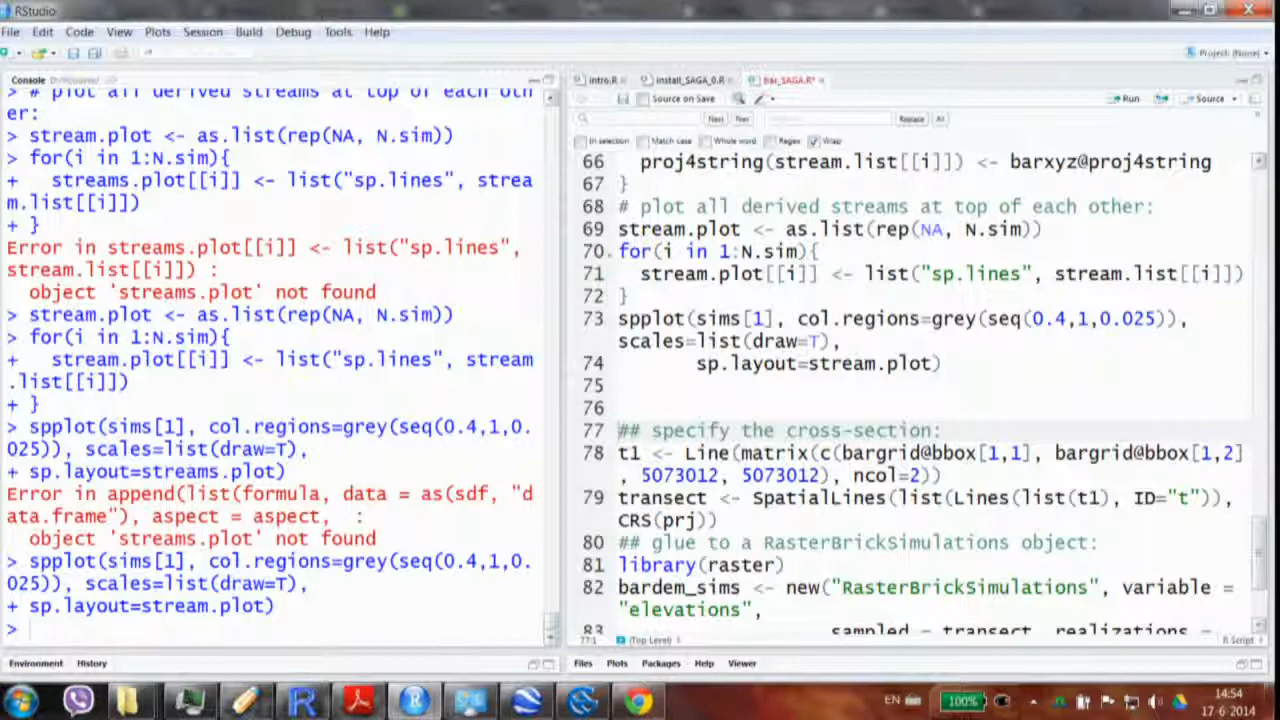 RStudio
File Edit Code View Plots Session Build Debug Tools Help
Project: (None)
Console
> # plot all derived streams at top of each oth
er:
> stream.plot <- as.list(rep(NA, N.sim))
> for(i in 1:N.sim){
+   streams.plot[[i]] <- list("sp.lines", strea
m.list[[i]])
+ }
Error in streams.plot[[i]] <- list("sp.lines",
stream.list[[i]]) :
  object 'streams.plot' not found
> stream.plot <- as.list(rep(NA, N.sim))
> for(i in 1:N.sim){
+   stream.plot[[i]] <- list("sp.lines", stream
.list[[i]])
+ }
> spplot(sims[1], col.regions=grey(seq(0.4,1,0.
025)), scales=list(draw=T),
+ sp.layout=streams.plot)
Error in append(list(formula, data = as(sdf, "d
ata.frame"), aspect = aspect,  :
  object 'streams.plot' not found
> spplot(sims[1], col.regions=grey(seq(0.4,1,0.
025)), scales=list(draw=T),
+ sp.layout=stream.plot)
>
Environment History
intro.R install_SAGA_0.R bar_SAGA.R*
Source on Save Run Source
Next Prev Replace All
In selection Match case Whole word Regex Wrap
66 proj4string(stream.list[[i]]) <- barxyz@proj4string
67 }
68 # plot all derived streams at top of each other:
69 stream.plot <- as.list(rep(NA, N.sim))
70 for(i in 1:N.sim){
71 stream.plot[[i]] <- list("sp.lines", stream.list[[i]])
72 }
73 spplot(sims[1], col.regions=grey(seq(0.4,1,0.025)),
scales=list(draw=T),
74 sp.layout=stream.plot)
75
76
77 ## specify the cross-section:
78 t1 <- Line(matrix(c(bargrid@bbox[1,1], bargrid@bbox[1,2]
, 5073012, 5073012), ncol=2))
79 transect <- SpatialLines(list(Lines(list(t1), ID="t")),
CRS(prj))
80 ## glue to a RasterBrickSimulations object:
81 library(raster)
82 bardem_sims <- new("RasterBrickSimulations", variable =
"elevations",
83 sampled = transect, realizations =
77:1 (Top Level) R Script
Files Plots Packages Help Viewer
EN 100% 14:54
17-6-2014